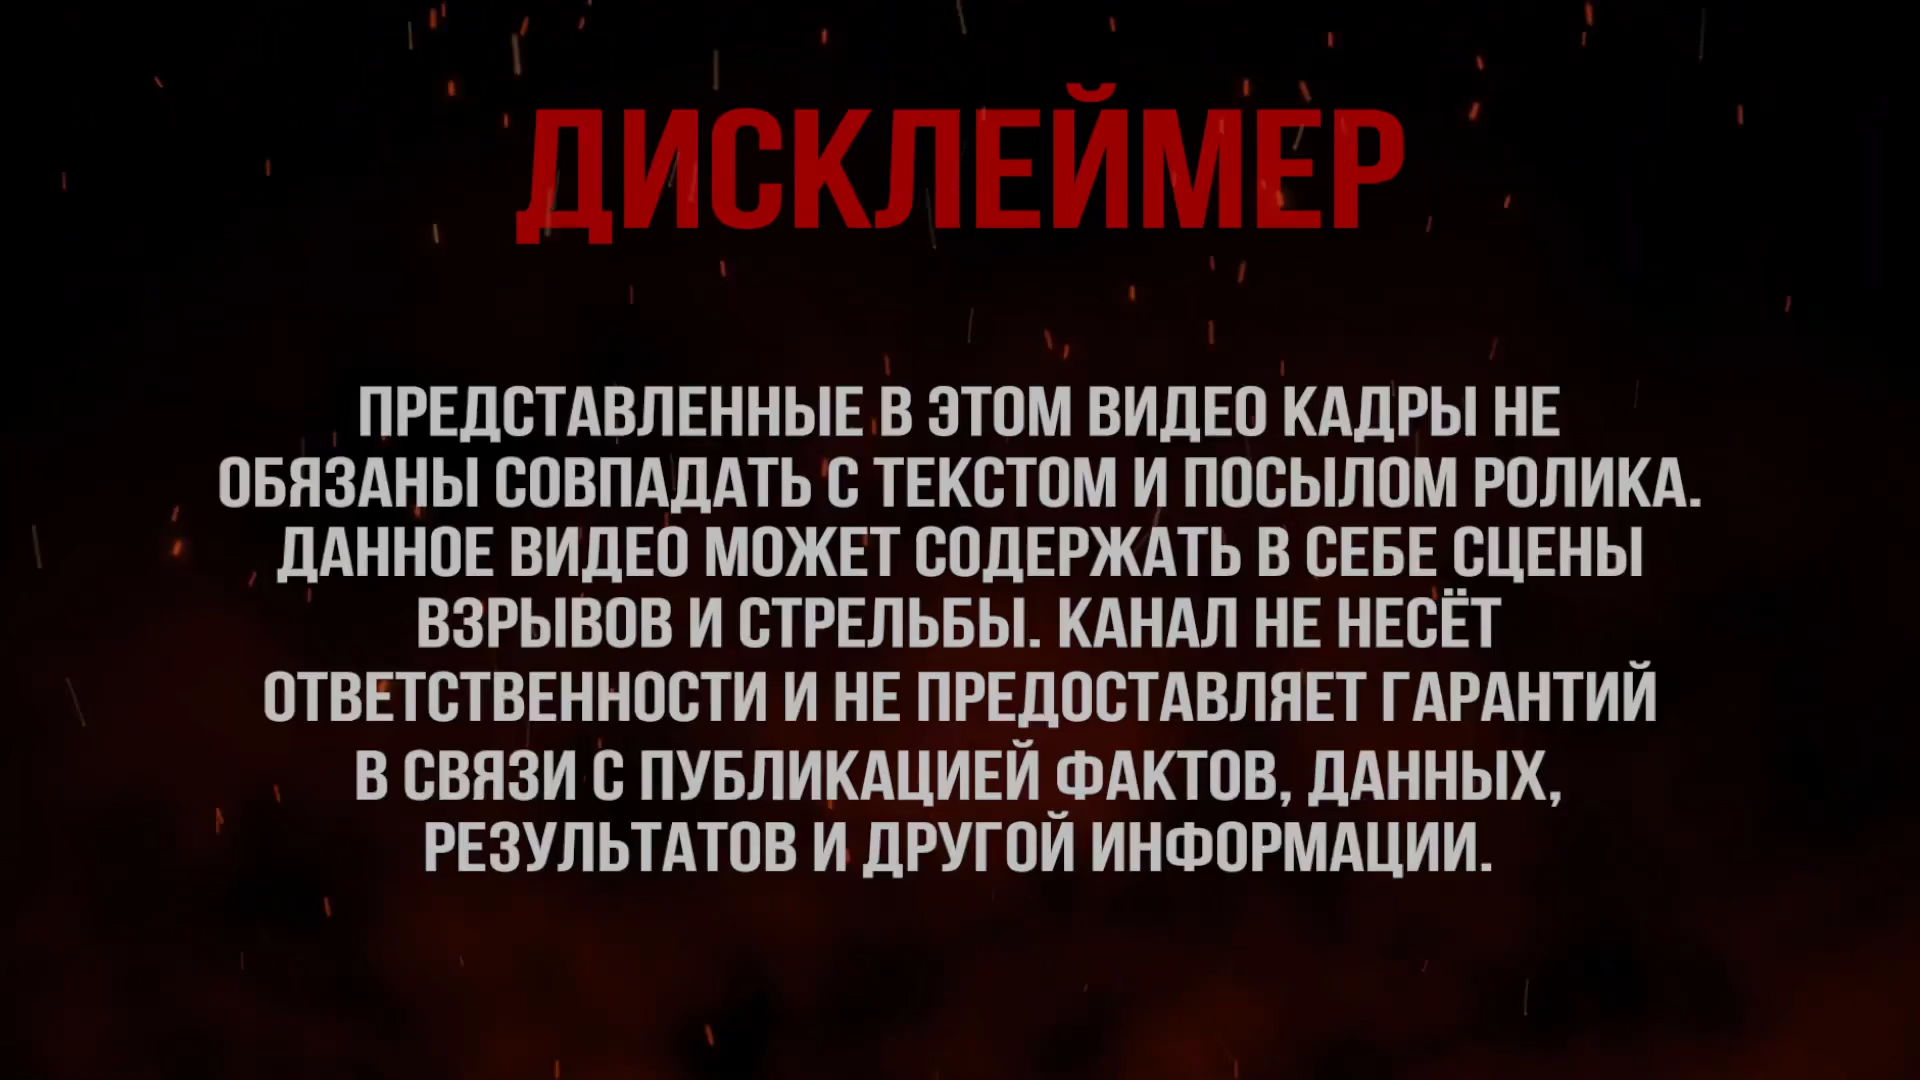 ДИСКЛЕЙМЕР
ПРЕДСТАВЛЕННЫЕ В ЭТОМ ВИДЕО КАДРЫ НЕ
ОБЯЗАНЫ СОВПАДАТЬ С ТЕКСТОМ И ПОСЫЛОМ РОЛИКА.
ДАННОЕ ВИДЕО МОЖЕТ СОДЕРЖАТЬ В СЕБЕ СЦЕНЫ
ВЗРЫВОВ И СТРЕЛЬБЫ. КАНАЛ НЕ НЕСЁТ
ОТВЕТСТВЕННОСТИ И НЕ ПРЕДОСТАВЛЯЕТ ГАРАНТИЙ
В СВЯЗИ С ПУБЛИКАЦИЕЙ ФАКТОВ, ДАННЫХ,
РЕЗУЛЬТАТОВ И ДРУГОЙ ИНФОРМАЦИИ.